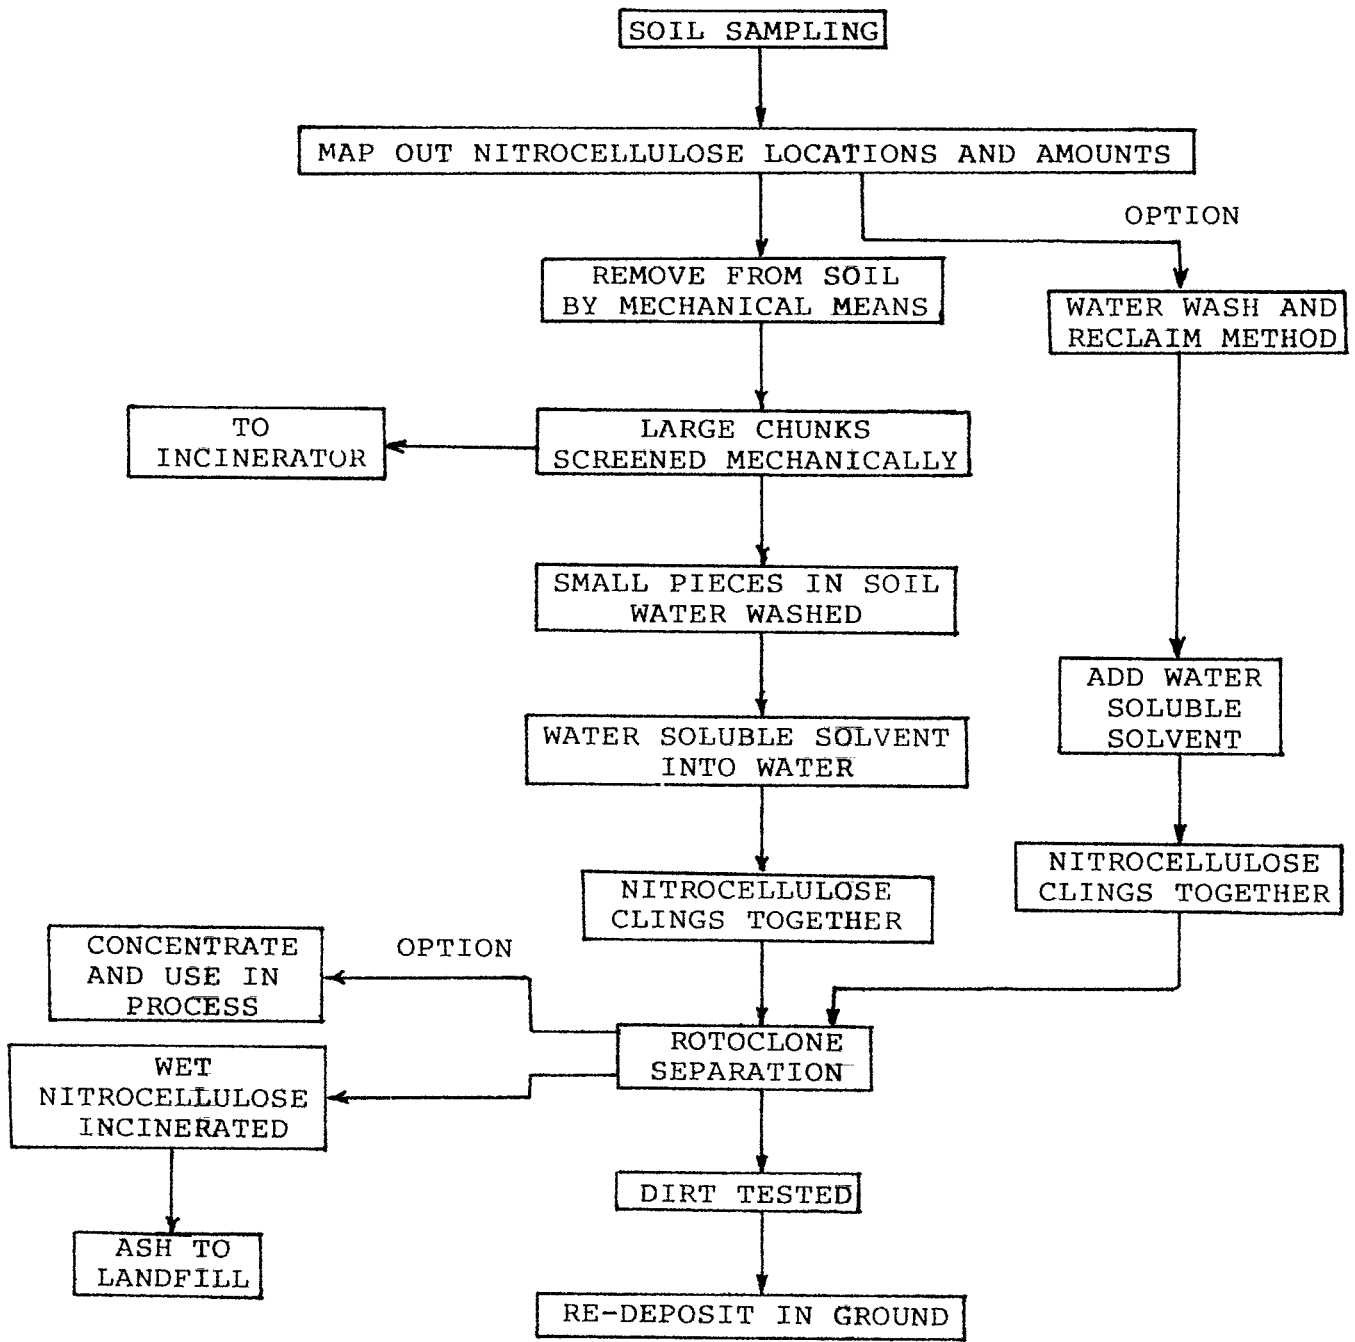 SOIL SAMPLING
MAP OUT NITROCELLULOSE LOCATIONS AND AMOUNTS
OPTION
REMOVE FROM SOIL
BY MECHANICAL MEANS
WATER WASH AND
RECLAIM METHOD
TO
INCINERATOR
LARGE CHUNKS
SCREENED MECHANICALLY
SMALL PIECES IN SOIL
WATER WASHED
ADD WATER
SOLUBLE
SOLVENT
WATER SOLUBLE SOLVENT
INTO WATER
NITROCELLULOSE
CLINGS TOGETHER
NITROCELLULOSE
CLINGS TOGETHER
CONCENTRATE
AND USE IN
PROCESS
OPTION
ROTOCLONE
SEPARATION
WET
NITROCELLULOSE
INCINERATED
DIRT TESTED
ASH TO
LANDFILL
RE-DEPOSIT IN GROUND